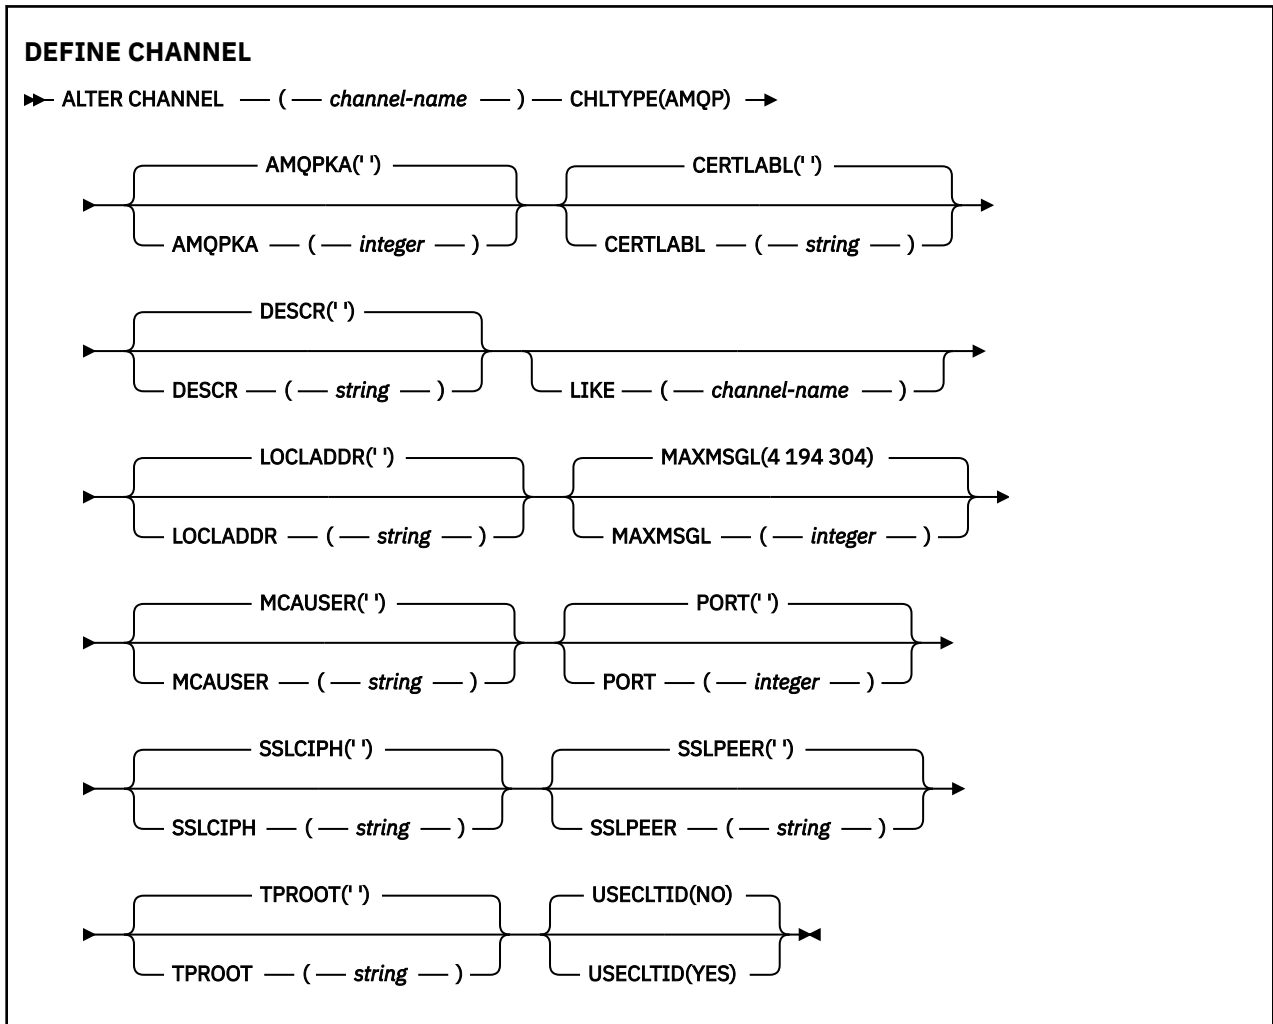 DEFINE CHANNEL
ALTER CHANNEL ( channel-name ) CHLTYPE(AMQP)
AMQPKA(' ') CERTLABL(' ')
AMQPKA ( integer ) CERTLABL ( string )
DESCR(' ')
DESCR ( string ) LIKE ( channel-name )
LOCLADDR(' ') MAXMSGL(4 194 304)
LOCLADDR ( string ) MAXMSGL ( integer )
MCAUSER(' ') PORT(' ')
MCAUSER ( string ) PORT ( integer )
SSLCIPH(' ') SSLPEER(' ')
SSLCIPH ( string ) SSLPEER ( string )
TPROOT(' ') USECLTID(NO)
TPROOT ( string ) USECLTID(YES)